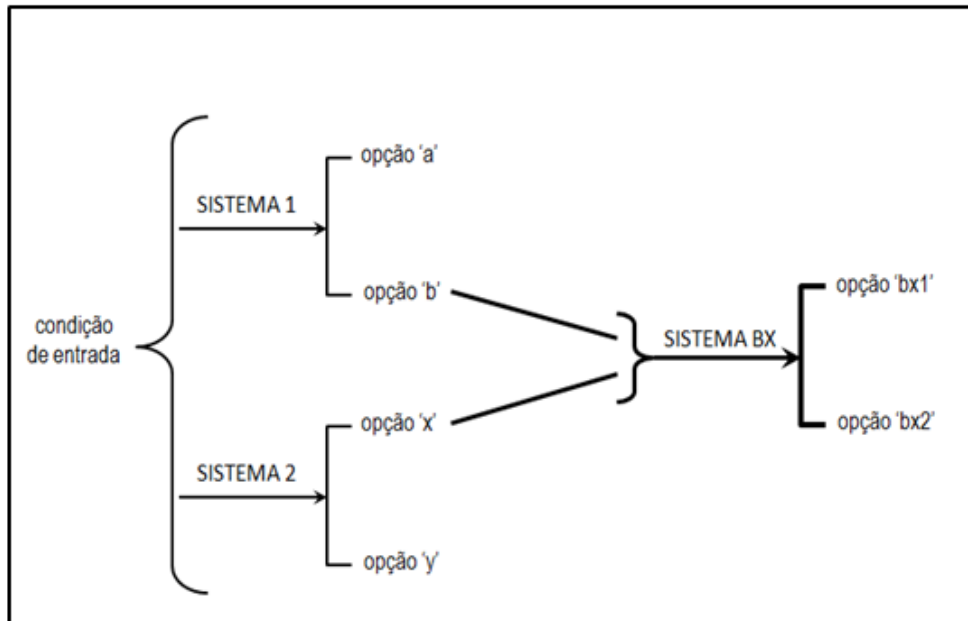 opção 'a'
SISTEMA 1
opção 'b'
condição
de entrada
opção 'x'
SISTEMA 2
opção 'y'
SISTEMA BX
opção 'bx1'
opção 'bx2'